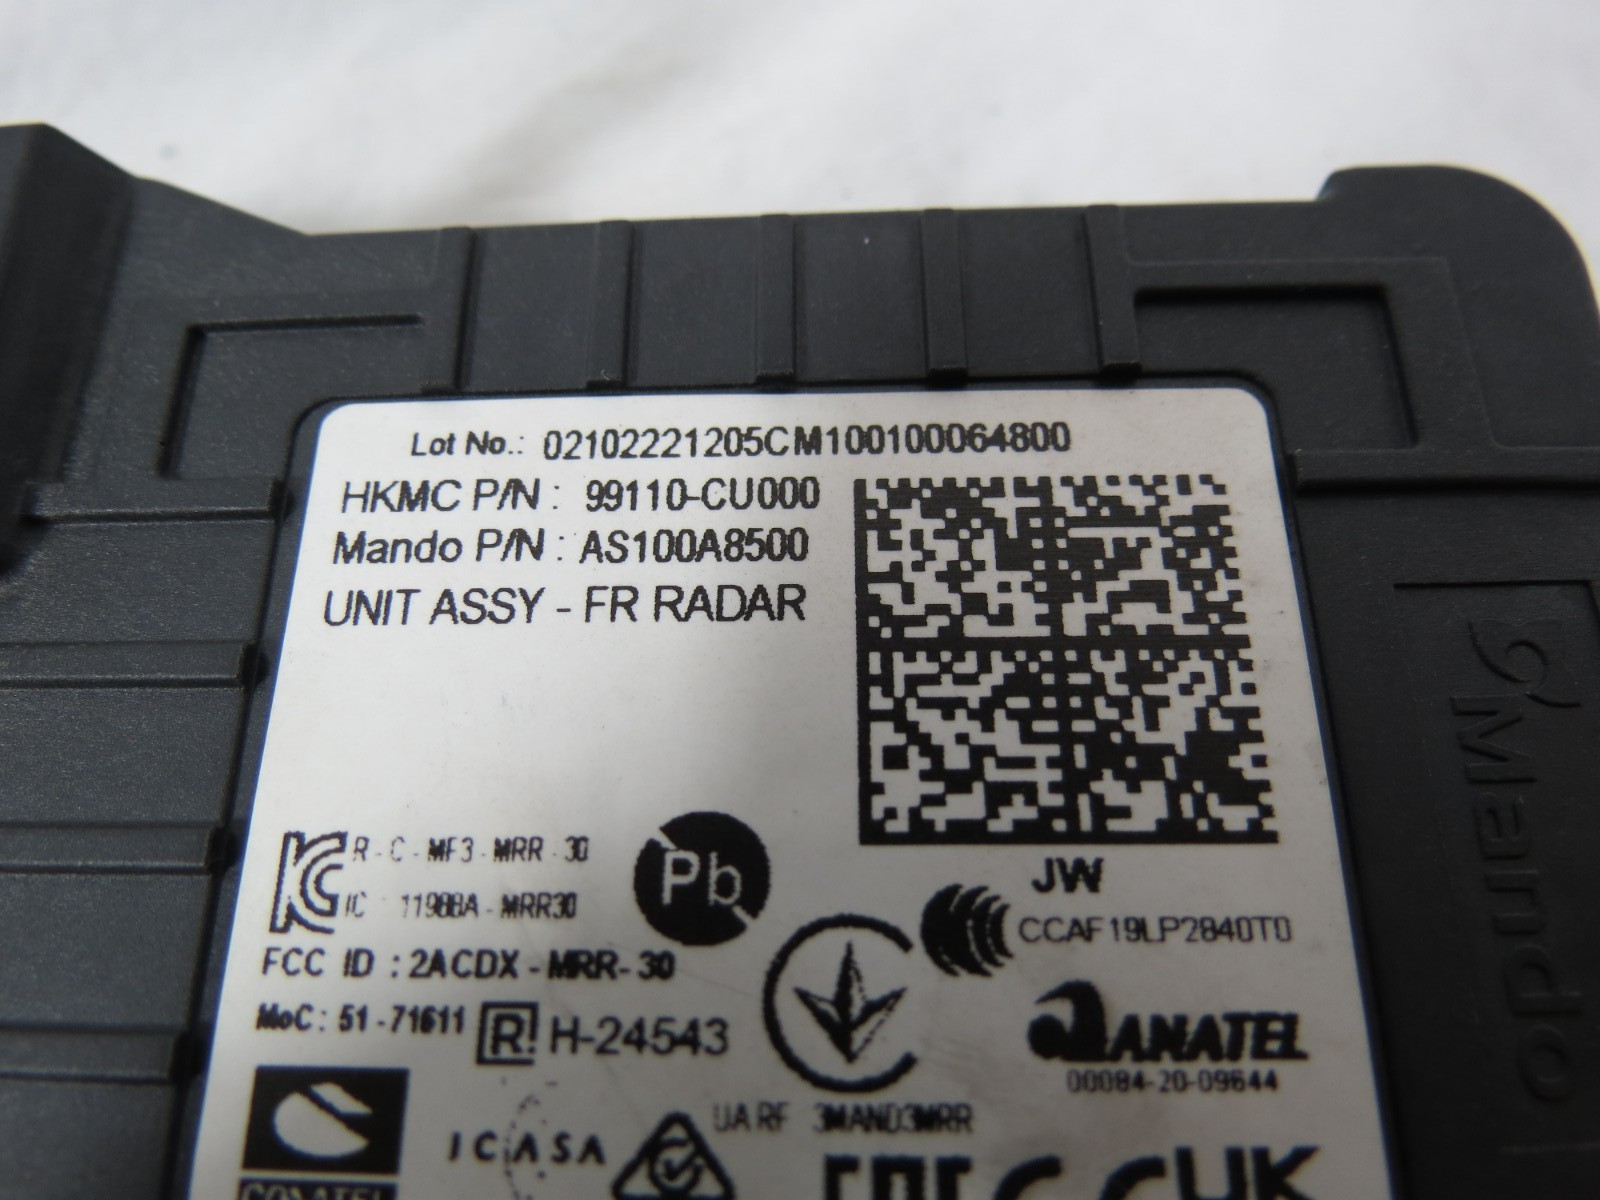 Lot No.: 02102221205CM100100064800
HKMC P/N : 99110-CU000
Mando P/N : AS100A8500
UNIT ASSY - FR RADAR
JW
R - C - MF3 - MRR - 30
IC : 11988A - MRR30
Pb
CCAF19LP2840T0
FCC ID : 2ACDX - MRR- 30
MoC: 51 -71611
R! H-24543
ANATEL
00084-20-09644
UA RF : 3MAND3MRR
ICASA
EAC
UK
Mando